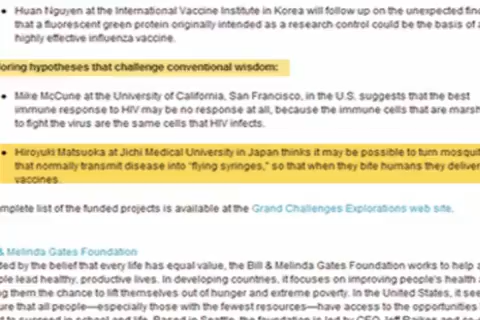 Huan Nguyen at the International Vaccine Institute in Korea will follow up on the unexpected
that a fluorescent green protein originally intended as a research control could be the basis of a
highly effective influenza vaccine.
loring hypotheses that challenge conventional wisdom:
Mike McCune at the University of California, San Francisco, in the U.S. suggests that the best
immune response to HIV may be no response at all, because the immune cells that are
to fight the virus are the same cells that HIV infects.
Hiroyuki Matsuoka at Jichi Medical University in Japan thinks it may be possible to turn
that normally transmit disease into "flying syringes," so that when they bite humans they
vaccines.
mplete list of the funded projects is available at the Grand Challenges Explorations web site.
& Melinda Gates Foundation
ed by the belief that every life has equal value, the Bill & Melinda Gates Foundation works to help a
ple lead healthy, productive lives. In developing countries, it focuses on improving people's health a
ng them the chance to lift themselves out of hunger and extreme poverty. In the United States, it see
ure that all people—especially those with the fewest resources—have access to the opportunities